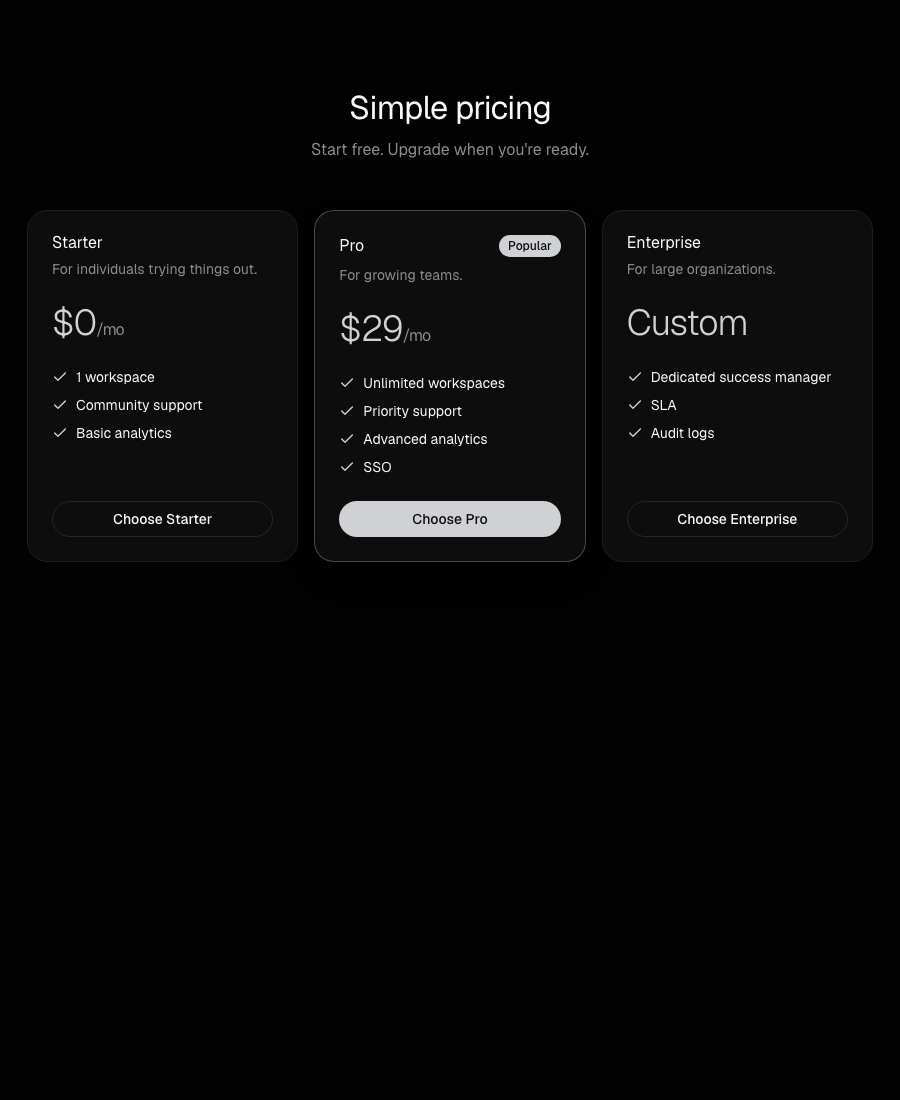 Simple pricing
Start free. Upgrade when you're ready.
Starter
For individuals trying things out.
$0/mo
1 workspace
Community support
Basic analytics
Choose Starter
Pro
Popular
For growing teams.
$29/mo
Unlimited workspaces
Priority support
Advanced analytics
SSO
Choose Pro
Enterprise
For large organizations.
Custom
Dedicated success manager
SLA
Audit logs
Choose Enterprise